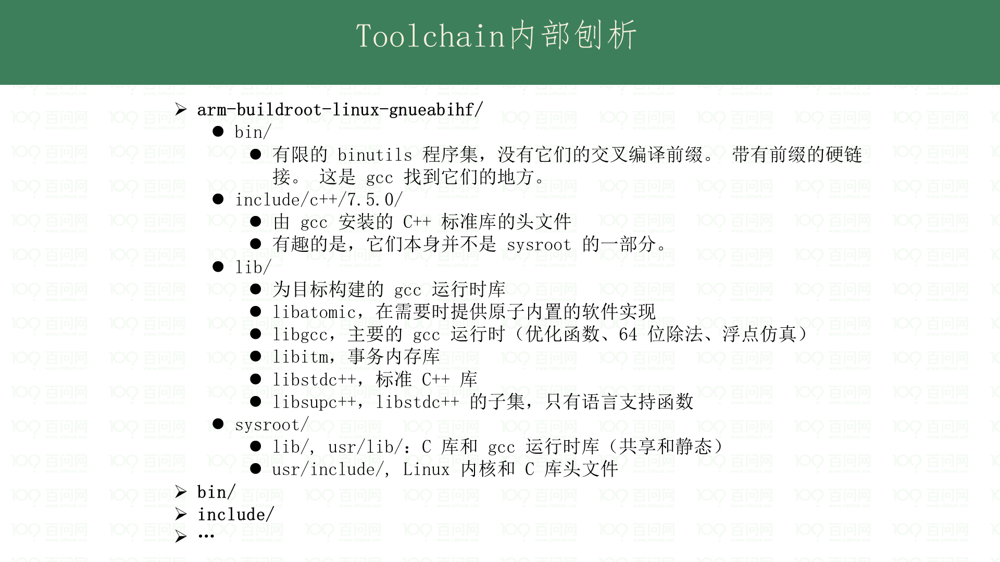 Toolchain内部刨析
arm-buildroot-linux-gnueabihf/
bin/
有限的 binutils 程序集，没有它们的交叉编译前缀。 带有前缀的硬链
接。 这是 gcc 找到它们的地方。
include/c++/7.5.0/
由 gcc 安装的 C++ 标准库的头文件
有趣的是，它们本身并不是 sysroot 的一部分。
lib/
为目标构建的 gcc 运行时库
libatomic，在需要时提供原子内置的软件实现
libgcc，主要的 gcc 运行时（优化函数、64 位除法、浮点仿真）
libitm，事务内存库
libstdc++，标准 C++ 库
libsupc++，libstdc++ 的子集，只有语言支持函数
sysroot/
lib/, usr/lib/：C 库和 gcc 运行时库（共享和静态）
usr/include/, Linux 内核和 C 库头文件
bin/
include/
…